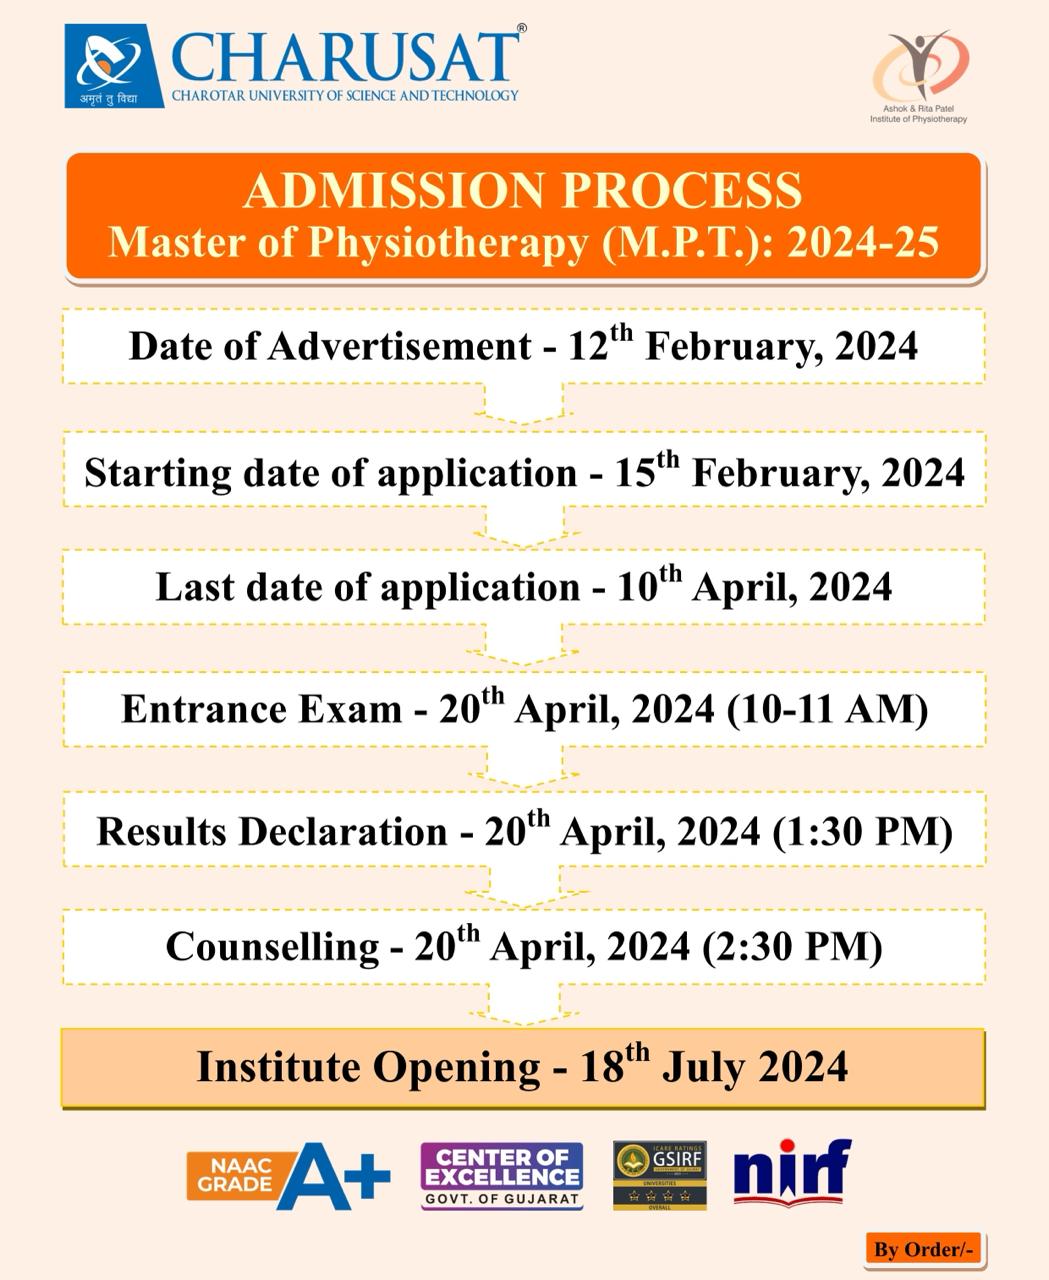 CHARUSAT®
CHAROTAR UNIVERSITY OF SCIENCE AND TECHNOLOGY
अमृतं तु विद्या
Ashok & Rita Patel
Institute of Physiotherapy
ADMISSION PROCESS
Master of Physiotherapy (M.P.T.): 2024-25
Date of Advertisement - 12th February, 2024
Starting date of application - 15th February, 2024
Last date of application - 10th April, 2024
Entrance Exam - 20th April, 2024 (10-11 AM)
Results Declaration - 20th April, 2024 (1:30 PM)
Counselling - 20th April, 2024 (2:30 PM)
Institute Opening - 18th July 2024
NAAC
GRADE A+
CENTER OF
EXCELLENCE
GOVT. OF GUJARAT
ICARE RATINGS
GSIRF
UNIVERSITIES
OVERALL
nirf
By Order/-